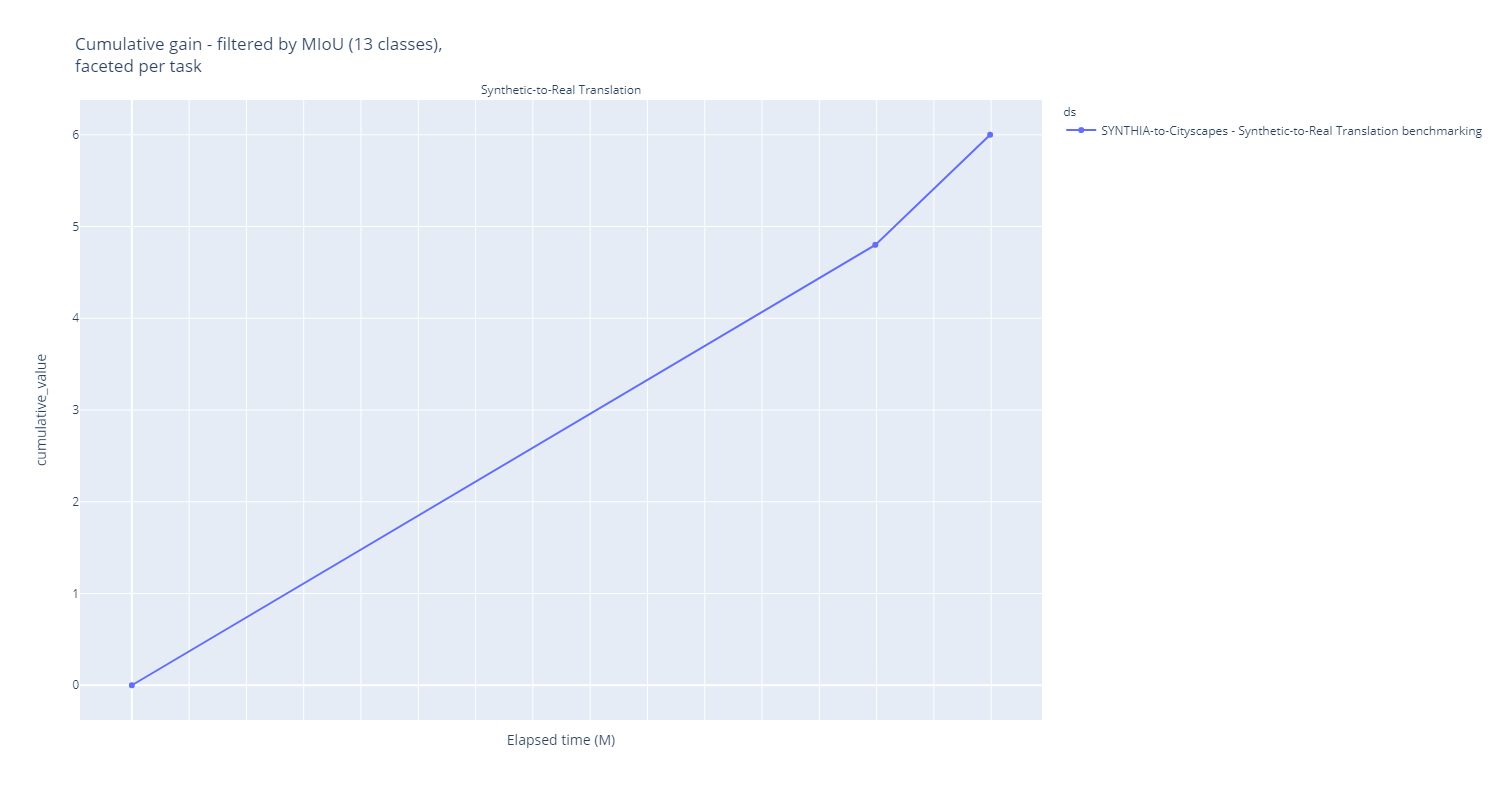 Cumulative gain - filtered by MIoU (13 classes),
faceted per task
Synthetic-to-Real Translation
ds
SYNTHIA-to-Cityscapes - Synthetic-to-Real Translation benchmarking
6
5
4
3
2
1
0
cumulative_value
Elapsed time (M)